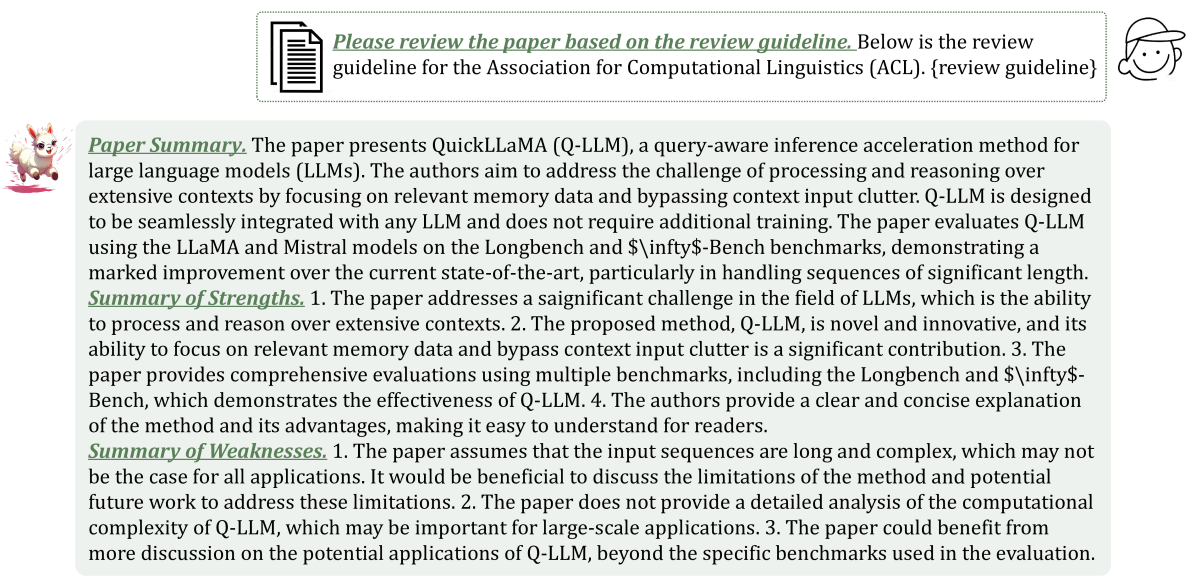 Please review the paper based on the review guideline. Below is the review
guideline for the Association for Computational Linguistics (ACL). {review guideline}
Paper Summary. The paper presents QuickLLaMA (Q-LLM), a query-aware inference acceleration method for
large language models (LLMs). The authors aim to address the challenge of processing and reasoning over
extensive contexts by focusing on relevant memory data and bypassing context input clutter. Q-LLM is designed
to be seamlessly integrated with any LLM and does not require additional training. The paper evaluates Q-LLM
using the LLaMA and Mistral models on the Longbench and $\infty$-Bench benchmarks, demonstrating a
marked improvement over the current state-of-the-art, particularly in handling sequences of significant length.
Summary of Strengths. 1. The paper addresses a saignificant challenge in the field of LLMs, which is the ability
to process and reason over extensive contexts. 2. The proposed method, Q-LLM, is novel and innovative, and its
ability to focus on relevant memory data and bypass context input clutter is a significant contribution. 3. The
paper provides comprehensive evaluations using multiple benchmarks, including the Longbench and $\infty$-
Bench, which demonstrates the effectiveness of Q-LLM. 4. The authors provide a clear and concise explanation
of the method and its advantages, making it easy to understand for readers.
Summary of Weaknesses. 1. The paper assumes that the input sequences are long and complex, which may not
be the case for all applications. It would be beneficial to discuss the limitations of the method and potential
future work to address these limitations. 2. The paper does not provide a detailed analysis of the computational
complexity of Q-LLM, which may be important for large-scale applications. 3. The paper could benefit from
more discussion on the potential applications of Q-LLM, beyond the specific benchmarks used in the evaluation.